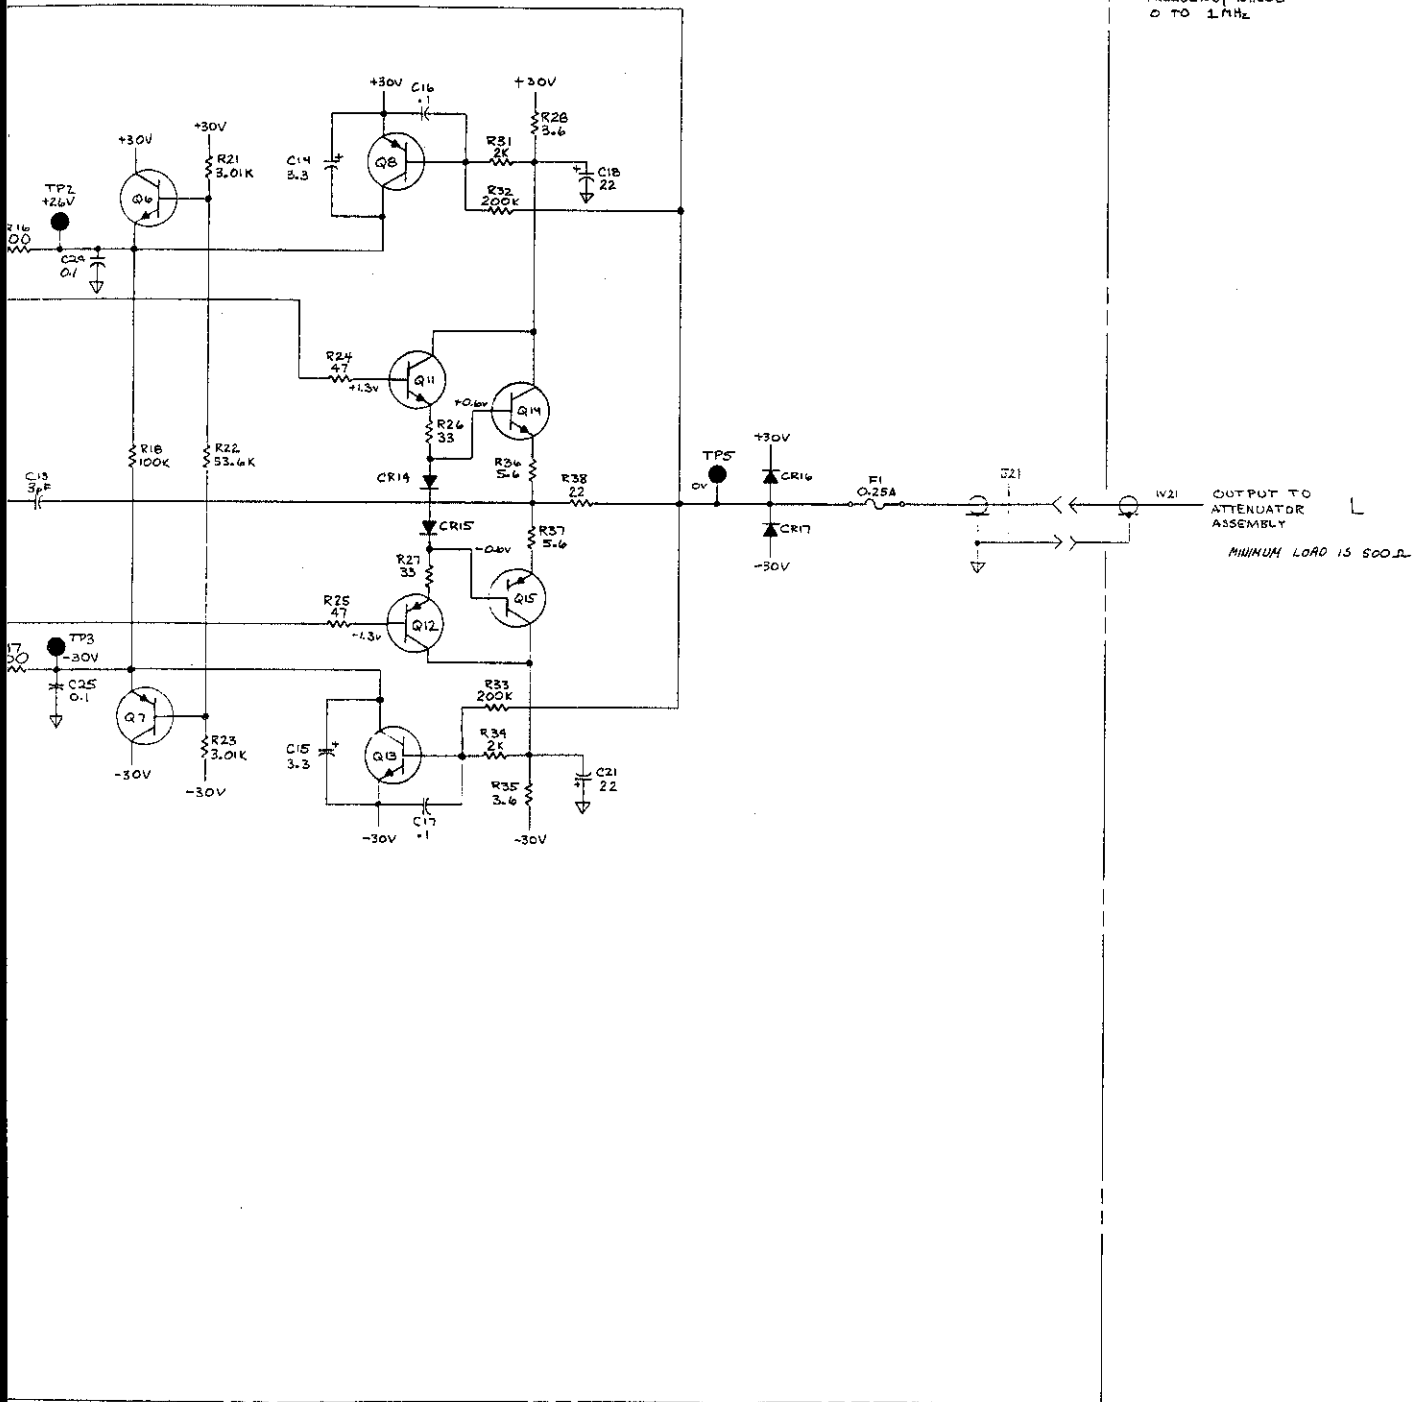 0 TO 1MHz
+30V
C16
.1
+30V
R28
3.6
+30V
+30V
R21
3.01K
C14
3.3
Q8
R31
2K
C18
22
TP2
+26V
Q6
R32
200K
R16
00
C24
0.1
R24
47
+1.3V
Q11
+0.6V
Q14
R26
33
R18
100K
R22
53.6K
CR14
R36
5.6
R38
22
TP5
0V
+30V
CR16
F1
0.25A
J21
C13
3pF
W21
OUTPUT TO
ATTENUATOR
ASSEMBLY
L
MINIMUM LOAD IS 500Ω
CR15
-0.6V
R37
5.6
CR17
-30V
R27
33
Q15
R25
47
-1.3V
Q12
TP3
-30V
17
00
C25
0.1
R33
200K
Q7
R23
3.01K
C15
3.3
Q13
R34
2K
C21
22
R35
3.6
-30V
-30V
C17
.1
-30V
-30V